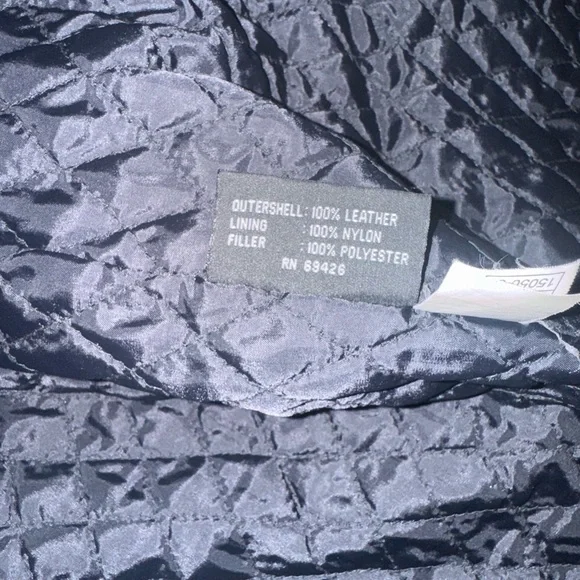 OUTERSHELL : 100% LEATHER
LINING : 100% NYLON
FILLER : 100% POLYESTER
RN 69426